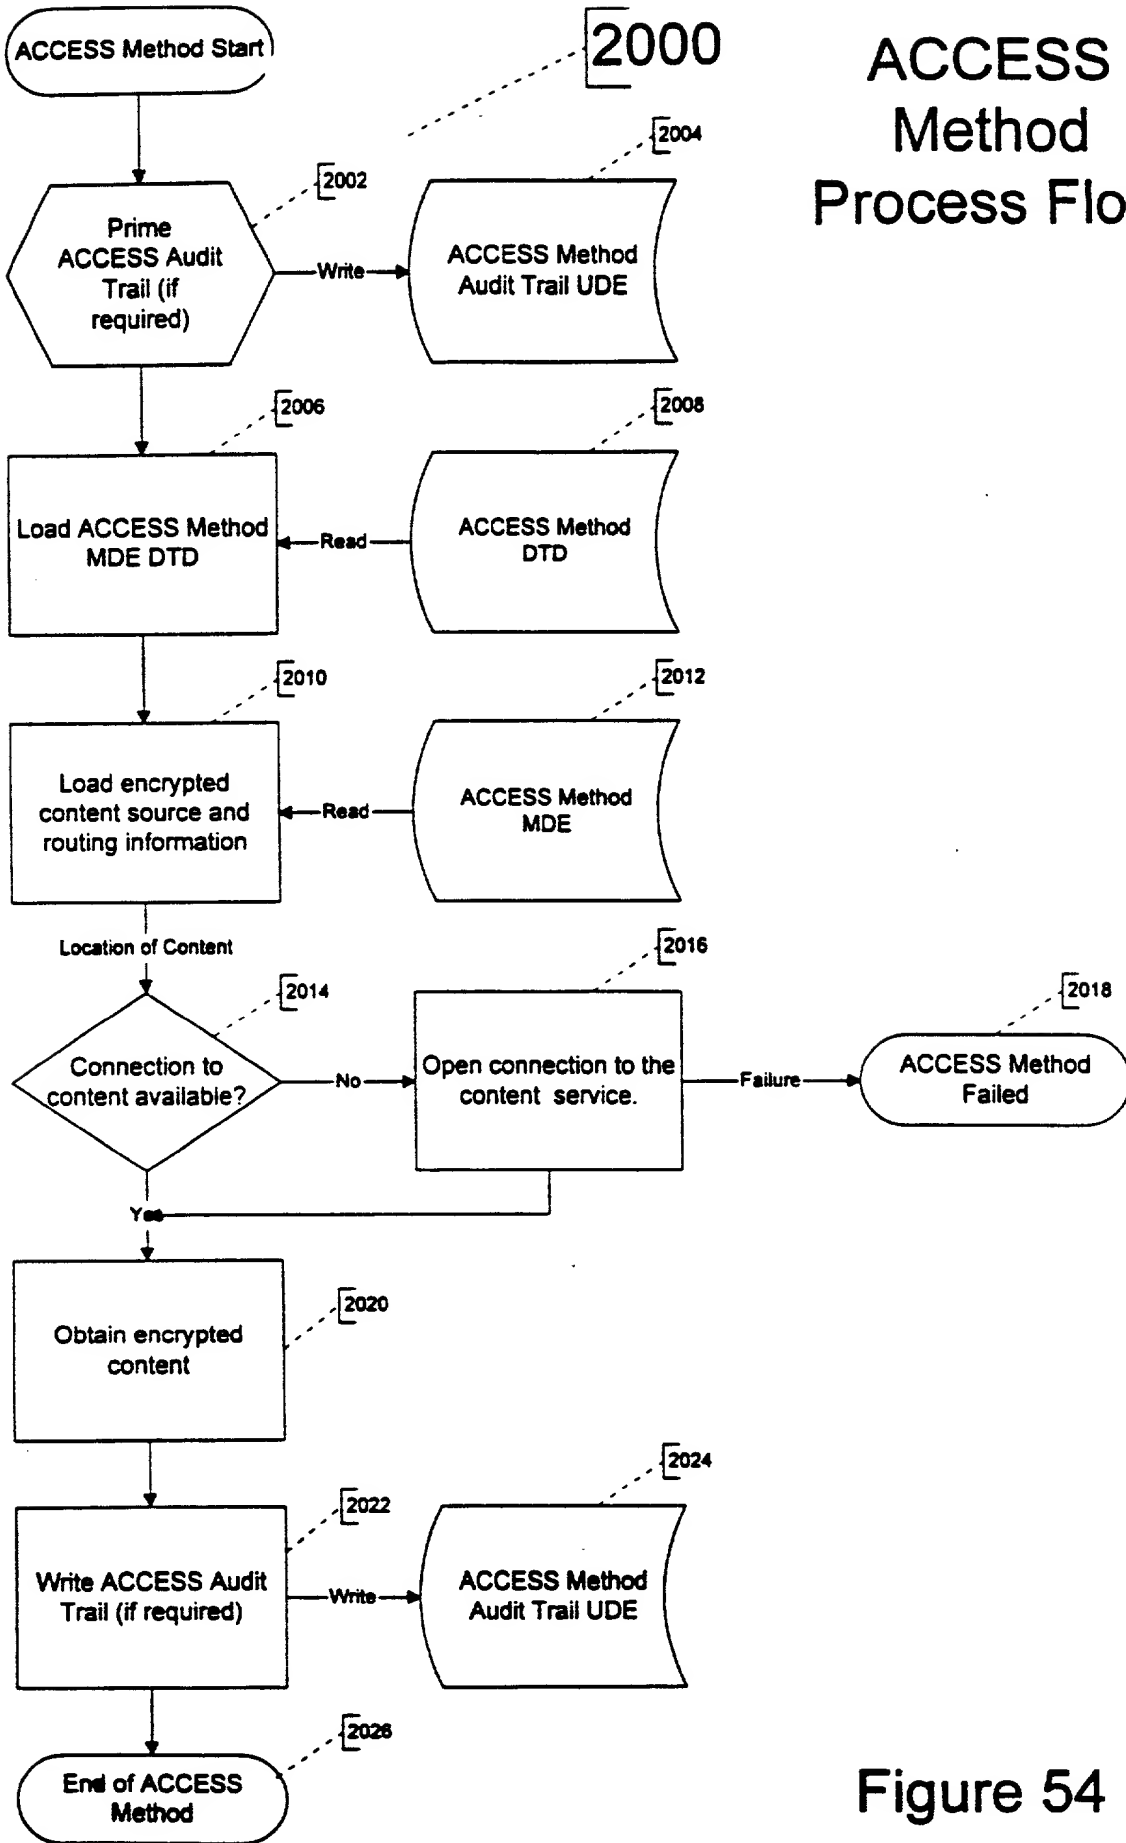 ACCESS Method Start
2000
ACCESS
Method
Process Flo
2002
2004
Prime
ACCESS Audit
Trail (if
required)
Write
ACCESS Method
Audit Trail UDE
2006
2008
Load ACCESS Method
MDE DTD
Read
ACCESS Method
DTD
2010
2012
Load encrypted
content source and
routing information
Read
ACCESS Method
MDE
Location of Content
2014
2016
2018
Connection to
content available?
No
Open connection to the
content service.
Failure
ACCESS Method
Failed
Yes
2020
Obtain encrypted
content
2022
2024
Write ACCESS Audit
Trail (if required)
Write
ACCESS Method
Audit Trail UDE
2026
End of ACCESS
Method
Figure 54